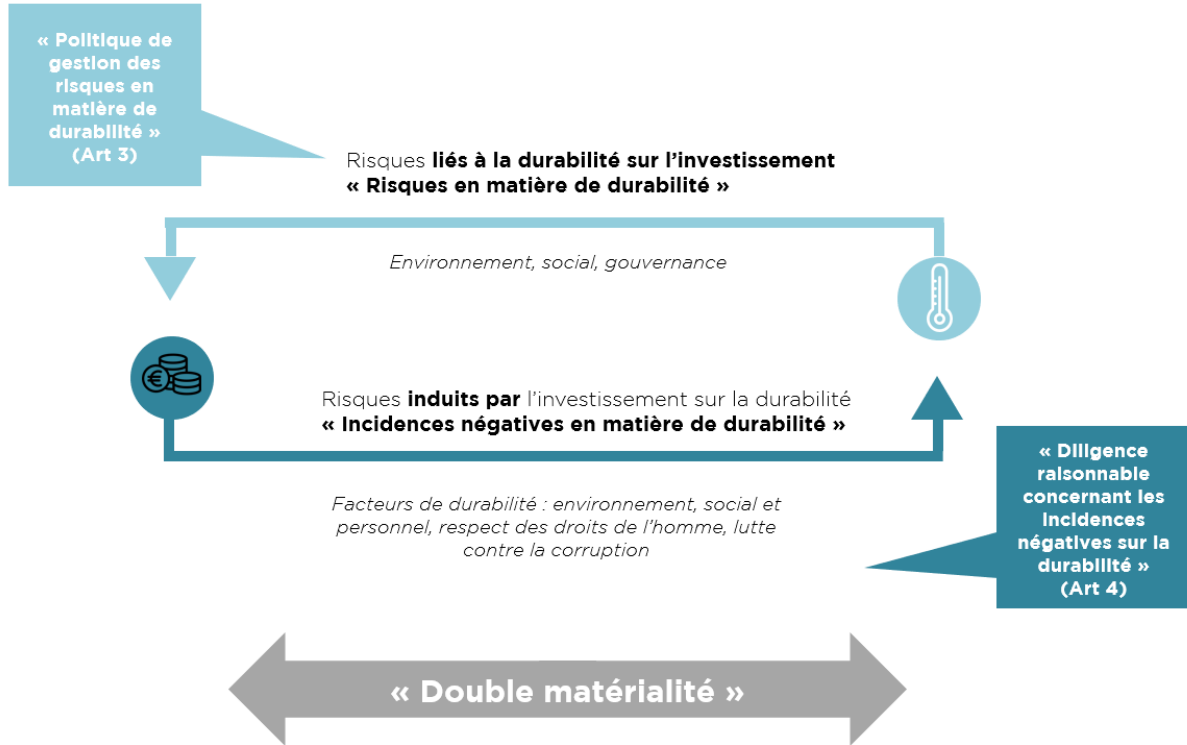 « Politique de
gestion des
risques en
matière de
durabilité »
(Art 3)
Risques liés à la durabilité sur l’investissement
« Risques en matière de durabilité »
Environnement, social, gouvernance
€
Risques induits par l’investissement sur la durabilité
« Incidences négatives en matière de durabilité »
Facteurs de durabilité : environnement, social et
personnel, respect des droits de l’homme, lutte
contre la corruption
« Diligence
raisonnable
concernant les
incidences
négatives sur la
durabilité »
(Art 4)
« Double matérialité »